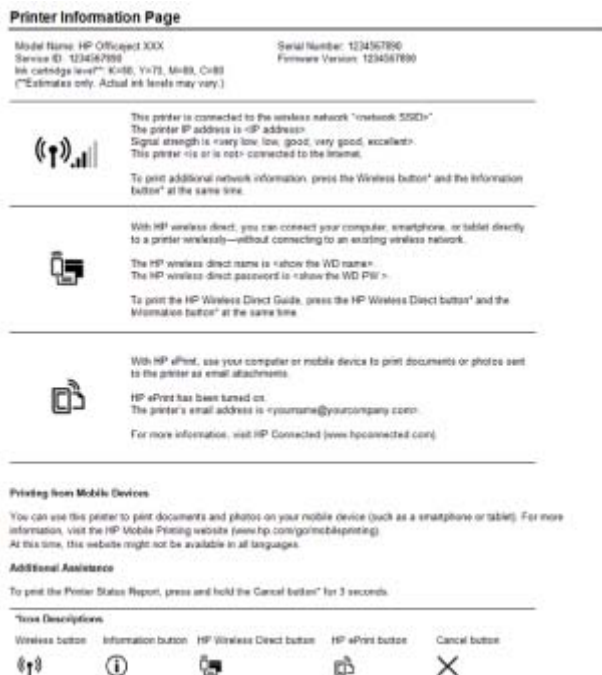 Printer Information Page
Model Name: HP Officeject XXX
Serial Number: 1234567890
Service ID: 1234567890
Firmware Version: 1234567890
Ink cartridge level**: K=90, Y=70, M=80, C=80
(**Estimates only. Actual ink levels may vary.)
This printer is connected to the wireless network "<network SSID>"
The printer IP address is <IP address>
Signal strength is <very low, low, good, very good, excellent>
This printer <is or is not> connected to the Internet.
To print additional network information, press the Wireless button* and the Information
button* at the same time.
With HP wireless direct, you can connect your computer, smartphone, or tablet directly
to a printer wirelessly—without connecting to an existing wireless network.
The HP wireless direct name is <show the WD name>
The HP wireless direct password is <show the WD PW >
To print the HP Wireless Direct Guide, press the HP Wireless Direct button* and the
Information button* at the same time
With HP ePrint, use your computer or mobile device to print documents or photos sent
to the printer as email attachments.
HP ePrint has been turned on.
The printer's email address is <yourname@yourcompany.com>.
For more information, visit HP Connected (www.hpconnected.com)
Printing from Mobile Devices
You can use this printer to print documents and photos on your mobile device (such as a smartphone or tablet). For more
information, visit the HP Mobile Printing website (www.hp.com/go/mobileprinting).
At this time, this website might not be available in all languages.
Additional Assistance
To print the Printer Status Report, press and hold the Cancel button* for 3 seconds.
*Icon Descriptions
Wireless button Information button HP Wireless Direct button HP ePrint button Cancel button